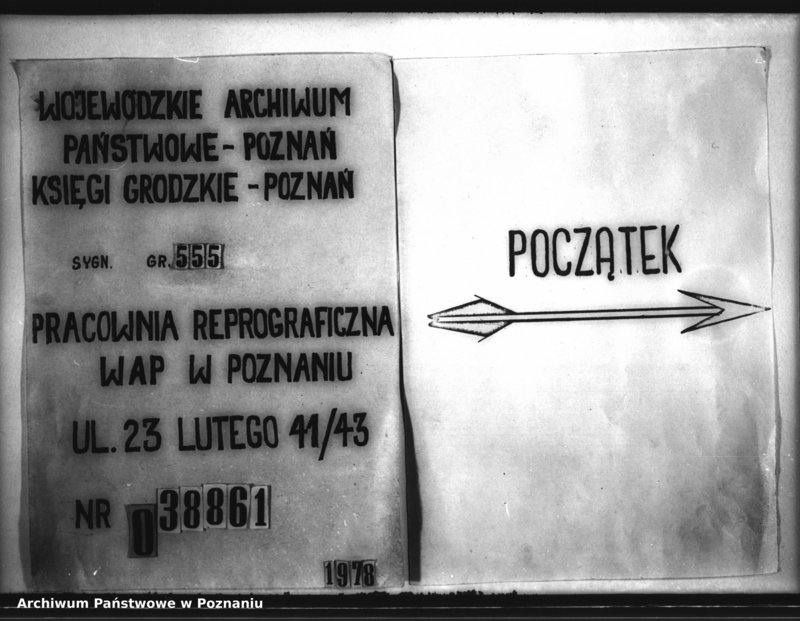 WOJEWÓDZKIE ARCHIWUM
PAŃSTWOWE - POZNAŃ
KSIĘGI GRODZKIE - POZNAŃ
SYGN. GR. 555
PRACOWNIA REPROGRAFICZNA
WAP W POZNANIU
UL. 23 LUTEGO 41/43
NR 038861
1978
POCZĄTEK
Archiwum Państwowe w Poznaniu